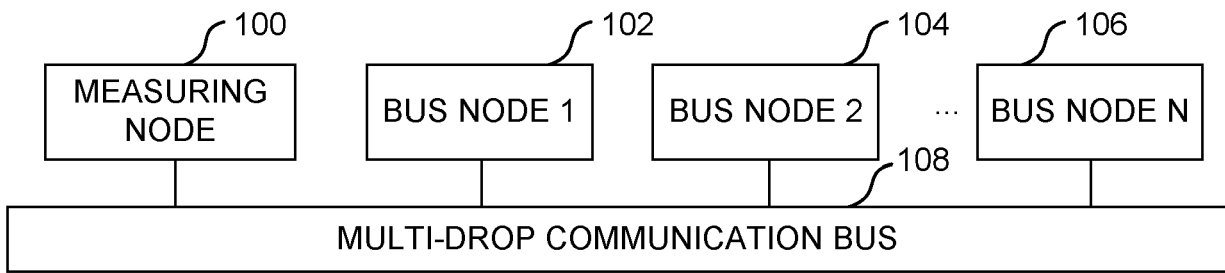 100
102
104
106
MEASURING
NODE
BUS NODE 1
BUS NODE 2
...
BUS NODE N
108
MULTI-DROP COMMUNICATION BUS